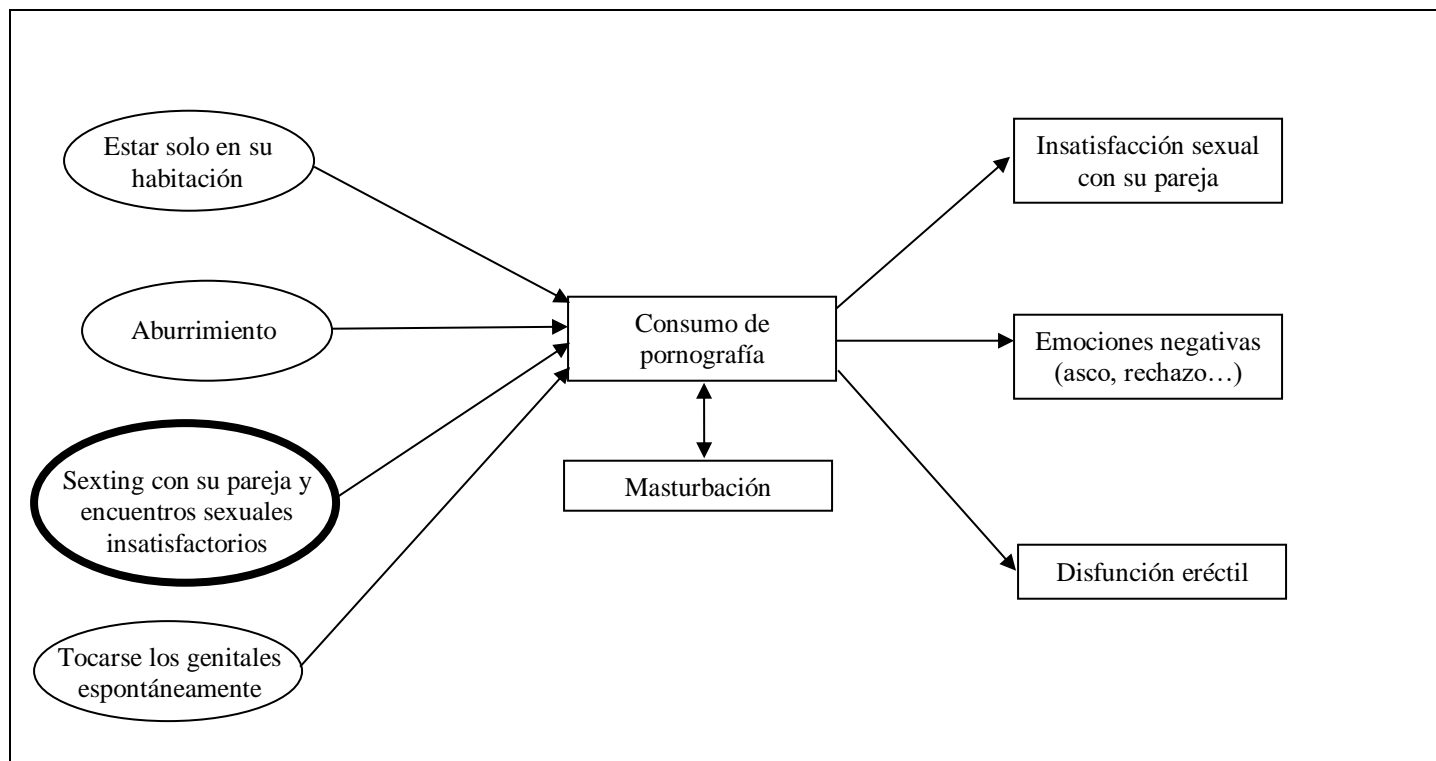 Estar solo en su
habitación
Aburrimiento
Sexting con su pareja y
encuentros sexuales
insatisfactorios
Tocarse los genitales
espontáneamente
Consumo de
pornografía
Masturbación
Insatisfacción sexual
con su pareja
Emociones negativas
(asco, rechazo…)
Disfunción eréctil